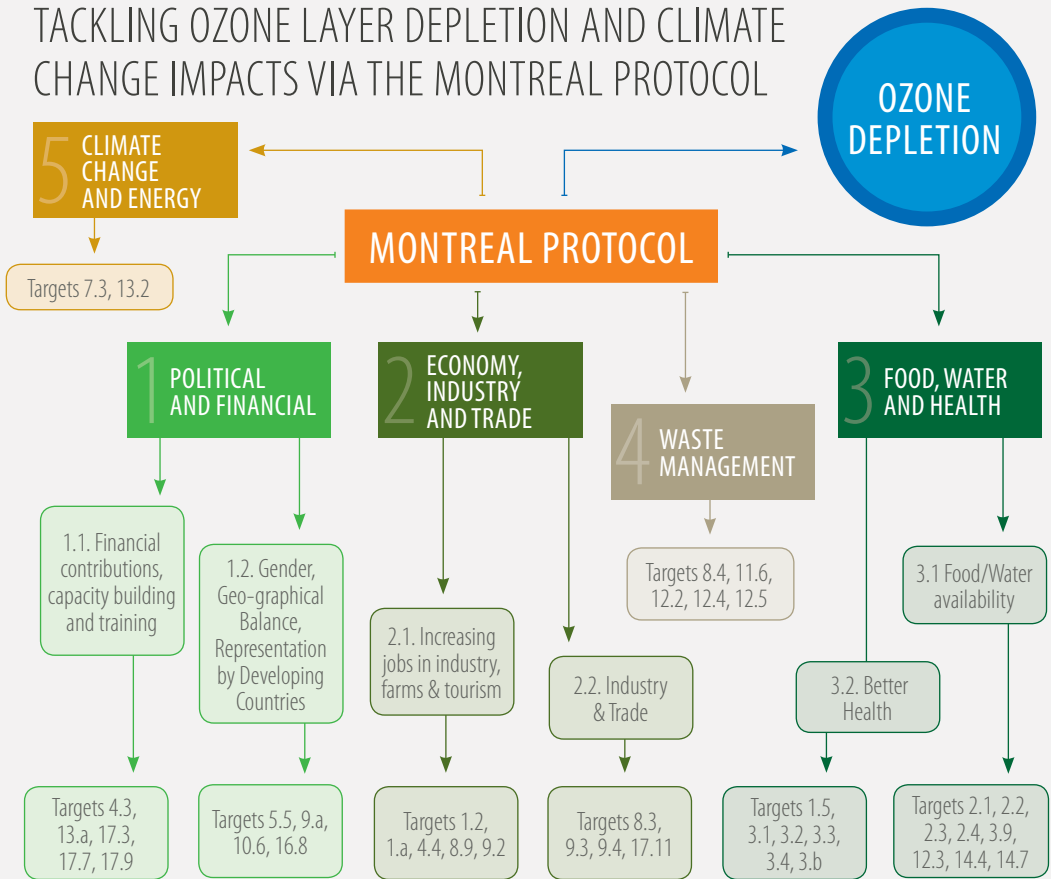 TACKLING OZONE LAYER DEPLETION AND CLIMATE
CHANGE IMPACTS VIA THE MONTREAL PROTOCOL
OZONE
DEPLETION
5
CLIMATE
CHANGE
AND ENERGY
MONTREAL PROTOCOL
Targets 7.3, 13.2
1
POLITICAL
AND FINANCIAL
2
ECONOMY,
INDUSTRY
AND TRADE
4
WASTE
MANAGEMENT
3
FOOD, WATER
AND HEALTH
1.1. Financial
contributions,
capacity building
and training
1.2. Gender,
Geo-graphical
Balance,
Representation
by Developing
Countries
2.1. Increasing
jobs in industry,
farms & tourism
2.2. Industry
& Trade
Targets 8.4, 11.6,
12.2, 12.4, 12.5
3.2. Better
Health
3.1 Food/Water
availability
Targets 4.3,
13.a, 17.3,
17.7, 17.9
Targets 5.5, 9.a,
10.6, 16.8
Targets 1.2,
1.a, 4.4, 8.9, 9.2
Targets 8.3,
9.3, 9.4, 17.11
Targets 1.5,
3.1, 3.2, 3.3,
3.4, 3.b
Targets 2.1, 2.2,
2.3, 2.4, 3.9,
12.3, 14.4, 14.7